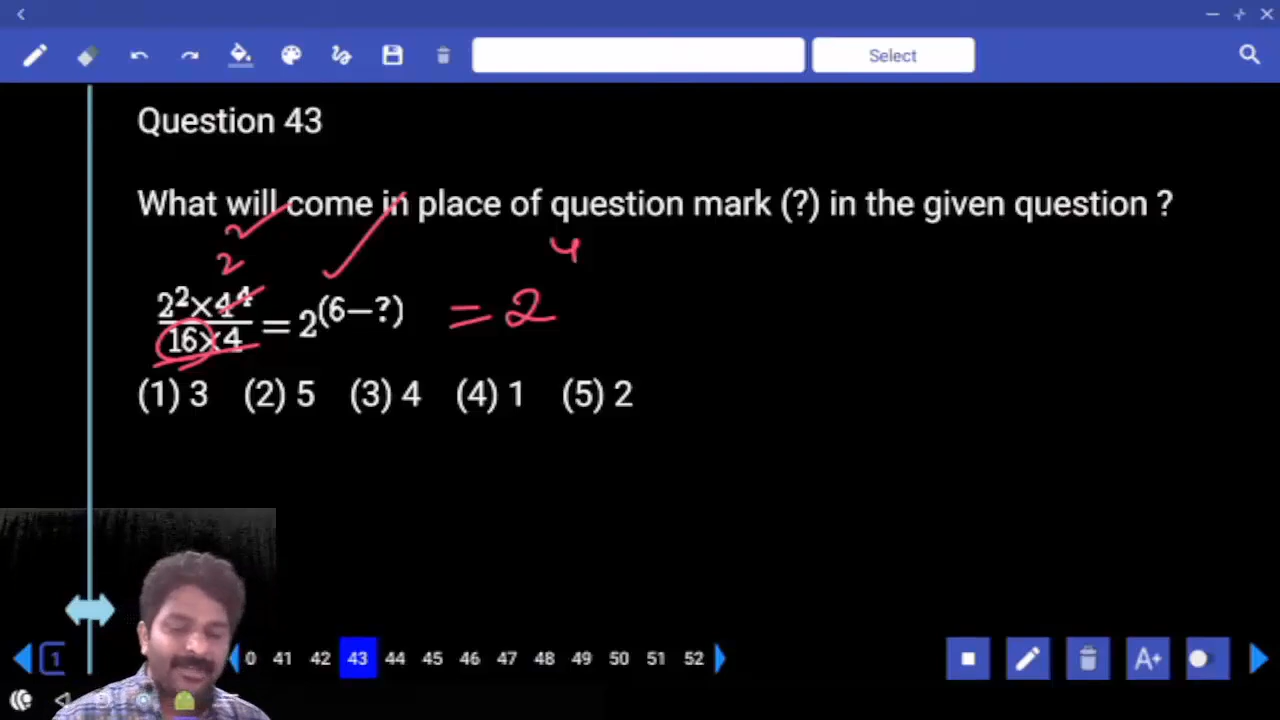 Select
Question 43
What will come in place of question mark (?) in the given question ?
2
2
4
2² × 4⁴ / 16 × 4 = 2^(6−?) = 2
(1) 3 (2) 5 (3) 4 (4) 1 (5) 2
1 0 41 42 43 44 45 46 47 48 49 50 51 52 A+